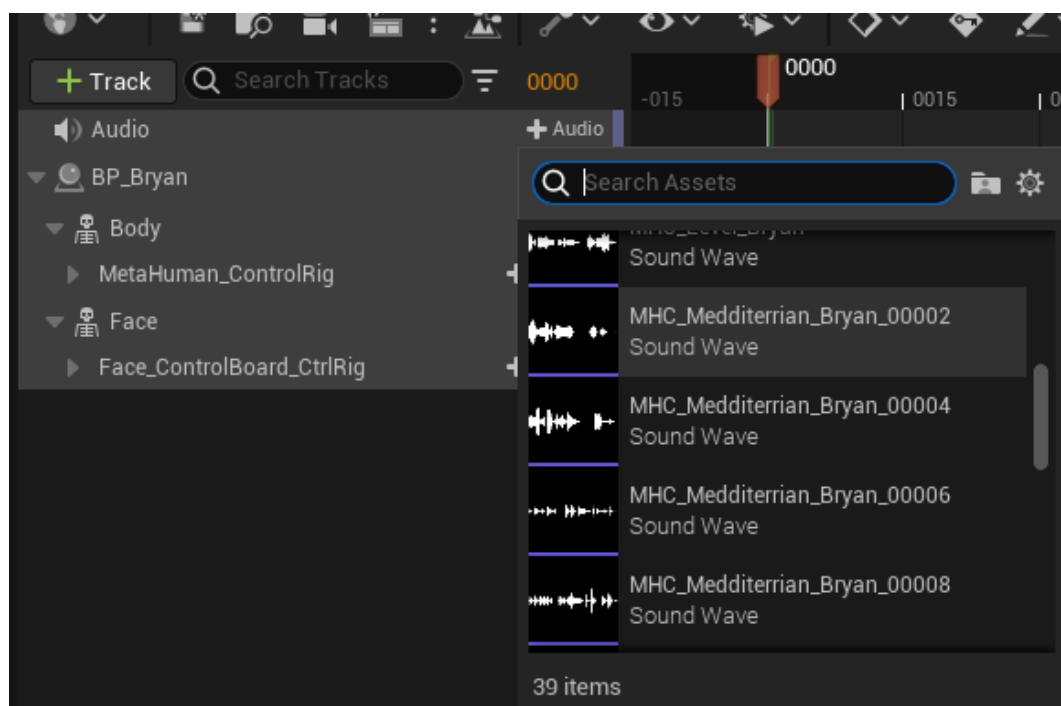 Track
Search Tracks
0000
0000
-015
0015
Audio
Audio
BP_Bryan
Search Assets
Body
Sound Wave
MetaHuman_ControlRig
MHC_Medditerrian_Bryan_00002
Sound Wave
Face
Face_ControlBoard_CtrlRig
MHC_Medditerrian_Bryan_00004
Sound Wave
MHC_Medditerrian_Bryan_00006
Sound Wave
MHC_Medditerrian_Bryan_00008
Sound Wave
39 items